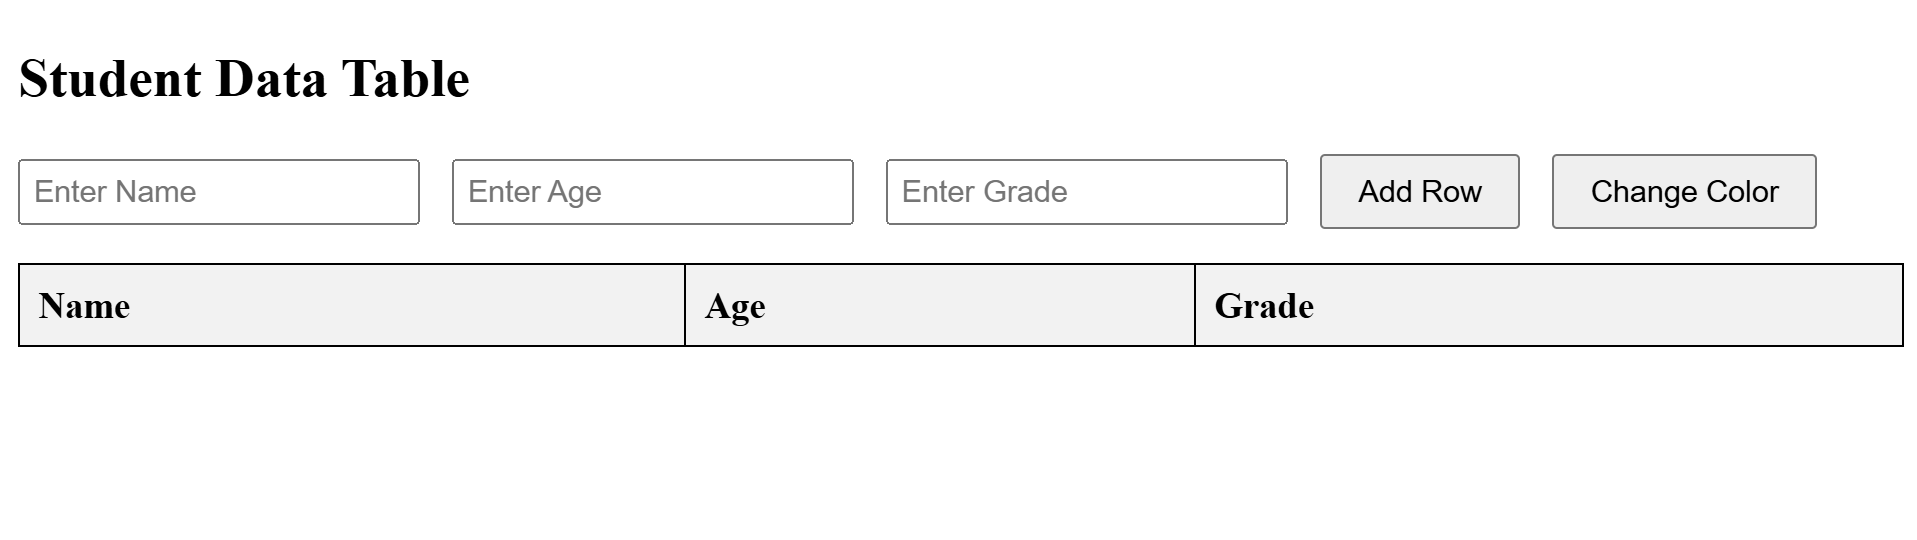 Student Data Table
Enter Name Enter Age Enter Grade Add Row Change Color
Name Age Grade